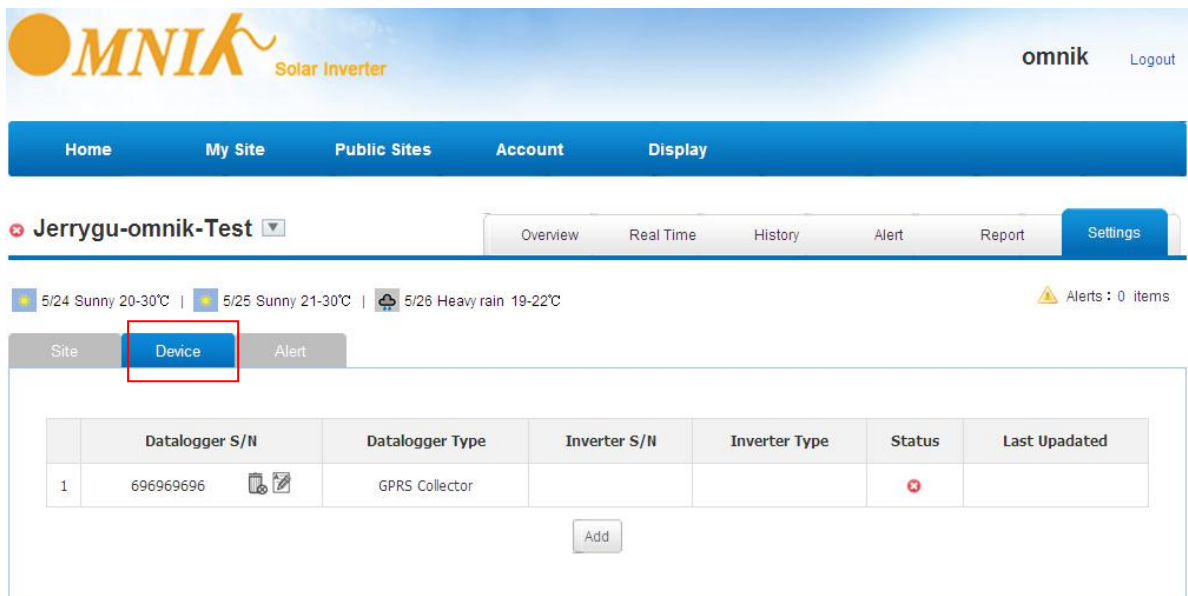 OMNIK Solar Inverter
omnik Logout
Home My Site Public Sites Account Display
Jerrygu-omnik-Test Overview Real Time History Alert Report Settings
5/24 Sunny 20-30℃ | 5/25 Sunny 21-30℃ | 5/26 Heavy rain 19-22℃ Alerts：0 items
Site Device Alert
Datalogger S/N Datalogger Type Inverter S/N Inverter Type Status Last Upadated
1 696969696 GPRS Collector
Add